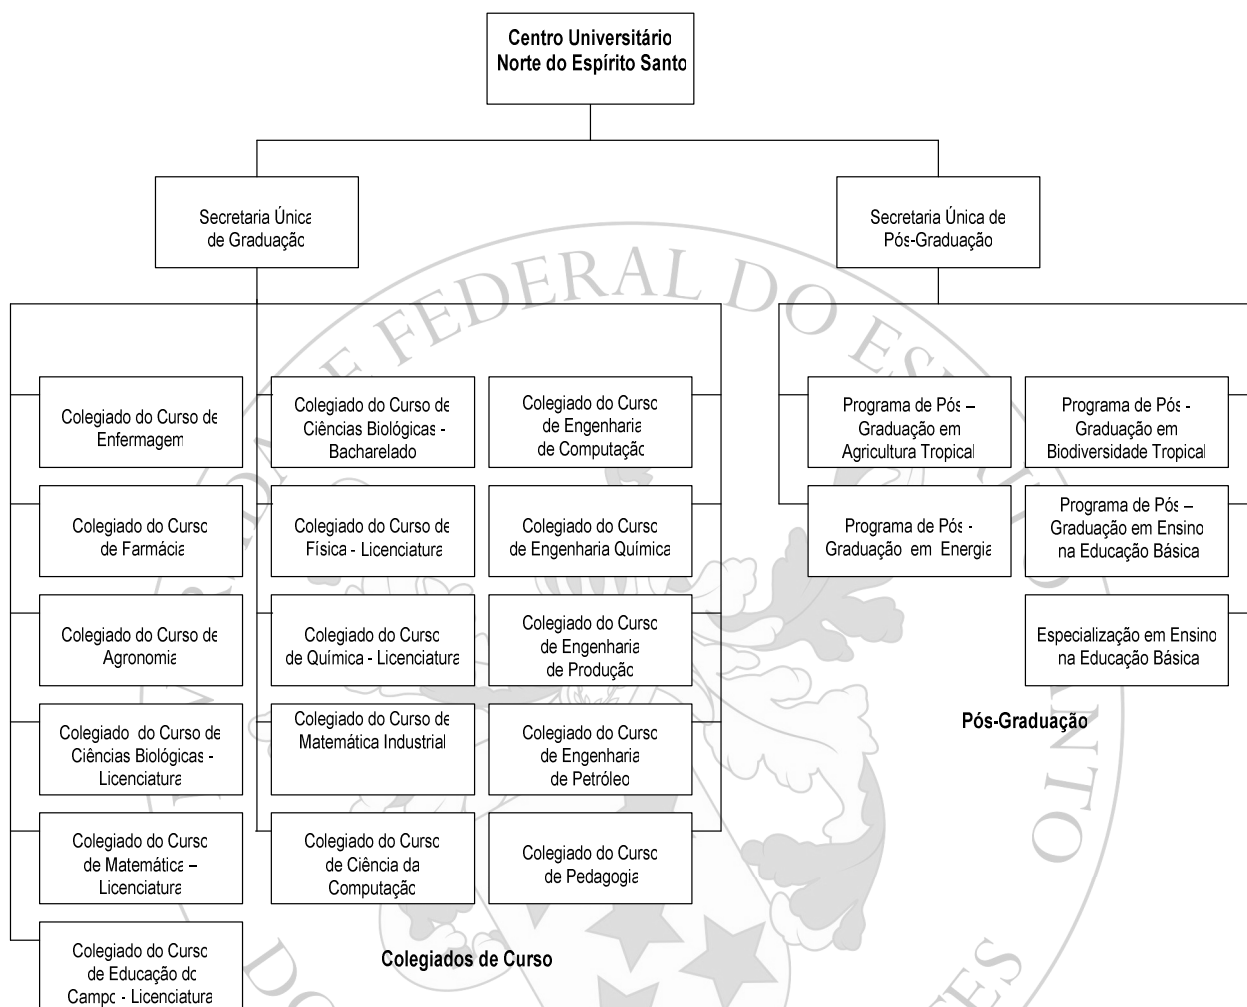 Centro Universitário
Norte do Espírito Santo
Secretaria Única
de Graduação
Secretaria Única de
Pós-Graduação
Colegiado do Curso de
Enfermagem
Colegiado do Curso de
Ciências Biológicas -
Bacharelado
Colegiado do Curso
de Engenharia
de Computação
Programa de Pós –
Graduação em
Agricultura Tropical
Programa de Pós -
Graduação em
Biodiversidade Tropical
Colegiado do Curso
de Farmácia
Colegiado do Curso de
Física - Licenciatura
Colegiado do Curso
de Engenharia Química
Programa de Pós -
Graduação em Energia
Programa de Pós –
Graduação em Ensino
na Educação Básica
Colegiado do Curso de
Agronomia
Colegiado do Curso
de Química - Licenciatura
Colegiado do Curso
de Engenharia
de Produção
Especialização em Ensino
na Educação Básica
Colegiado do Curso de
Ciências Biológicas -
Licenciatura
Colegiado do Curso de
Matemática Industrial
Colegiado do Curso
de Engenharia
de Petróleo
Pós-Graduação
Colegiado do Curso
de Matemática –
Licenciatura
Colegiado do Curso
de Ciência da
Computação
Colegiado do Curso
de Pedagogia
Colegiado do Curso
de Educação do
Campo - Licenciatura
Colegiados de Curso
FEDERAL DO